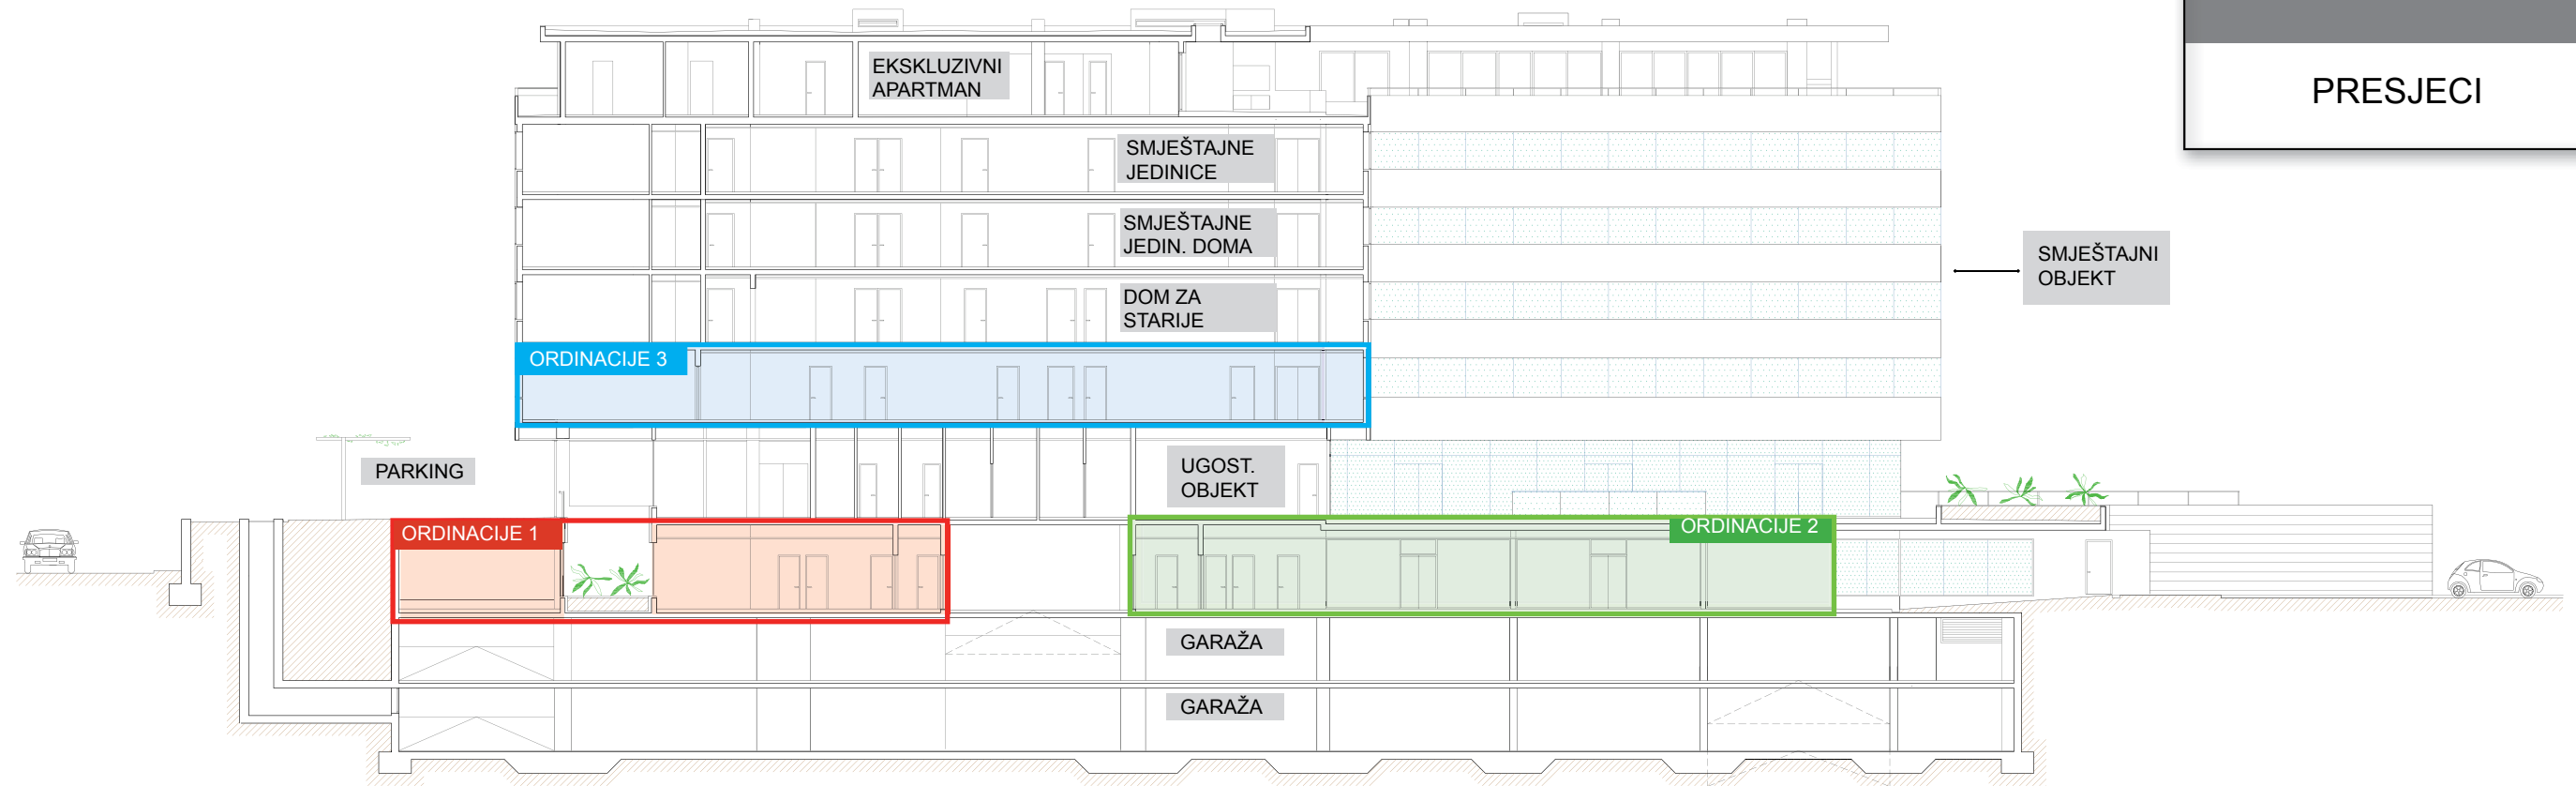 PRESJECI
EKSKLUZIVNI
APARTMAN
SMJEŠTAJNE
JEDINICE
SMJEŠTAJNE
JEDIN. DOMA
SMJEŠTAJNI
OBJEKT
DOM ZA
STARIJE
ORDINACIJE 3
PARKING
UGOST.
OBJEKT
ORDINACIJE 1
ORDINACIJE 2
GARAŽA
GARAŽA